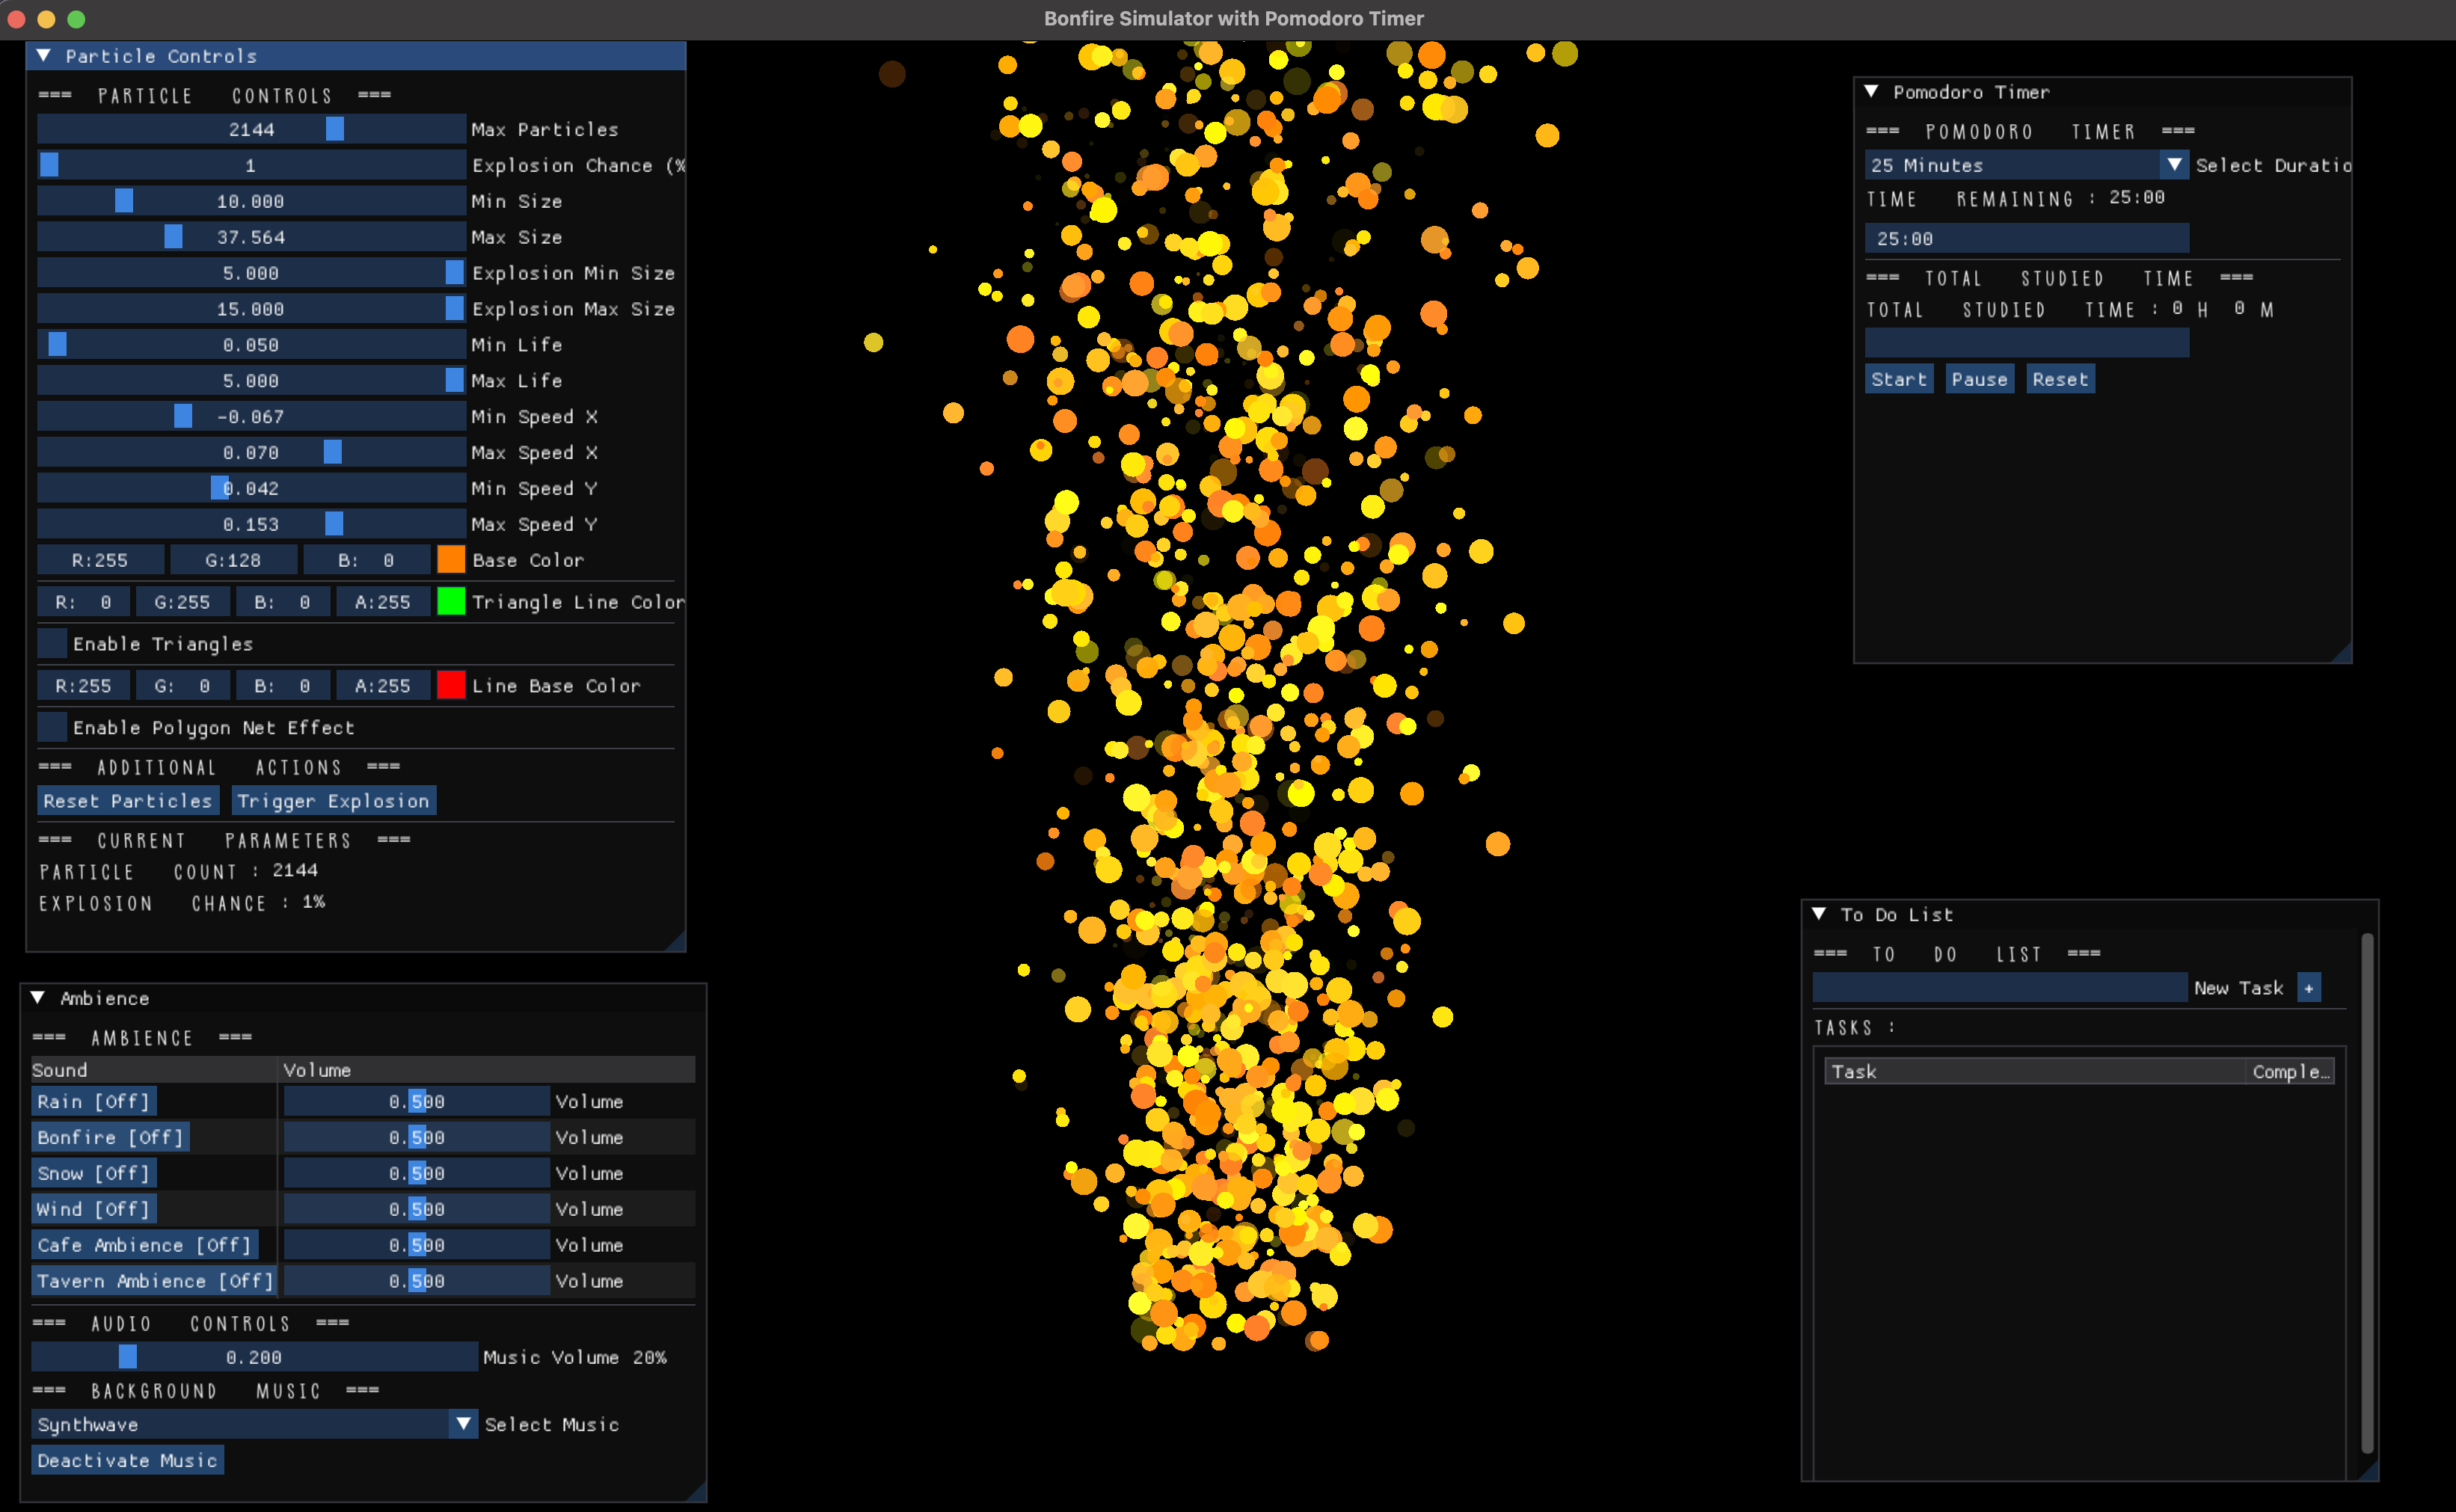 Bonfire Simulator with Pomodoro Timer
Particle Controls
=== PARTICLE CONTROLS ===
2144 Max Particles
1 Explosion Chance (%
10.000 Min Size
37.564 Max Size
5.000 Explosion Min Size
15.000 Explosion Max Size
0.050 Min Life
5.000 Max Life
-0.067 Min Speed X
0.070 Max Speed X
0.042 Min Speed Y
0.153 Max Speed Y
R:255 G:128 B: 0 Base Color
R: 0 G:255 B: 0 A:255 Triangle Line Color
Enable Triangles
R:255 G: 0 B: 0 A:255 Line Base Color
Enable Polygon Net Effect
=== ADDITIONAL ACTIONS ===
Reset Particles Trigger Explosion
=== CURRENT PARAMETERS ===
PARTICLE COUNT : 2144
EXPLOSION CHANCE : 1%
Ambience
=== AMBIENCE ===
Sound Volume
Rain [Off] 0.500 Volume
Bonfire [Off] 0.500 Volume
Snow [Off] 0.500 Volume
Wind [Off] 0.500 Volume
Cafe Ambience [Off] 0.500 Volume
Tavern Ambience [Off] 0.500 Volume
=== AUDIO CONTROLS ===
0.200 Music Volume 20%
=== BACKGROUND MUSIC ===
Synthwave Select Music
Deactivate Music
Pomodoro Timer
=== POMODORO TIMER ===
25 Minutes Select Duratio
TIME REMAINING : 25:00
25:00
=== TOTAL STUDIED TIME ===
TOTAL STUDIED TIME : 0 H 0 M
Start Pause Reset
To Do List
=== TO DO LIST ===
New Task +
TASKS :
Task Comple…